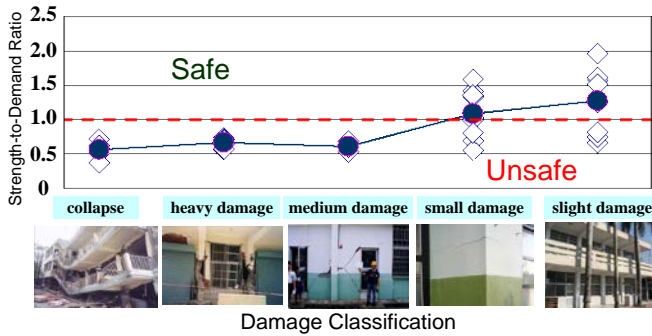 Strength-to-Demand Ratio
2.5
2.0
1.5
1.0
0.5
0
Safe
Unsafe
collapse
heavy damage
medium damage
small damage
slight damage
Damage Classification